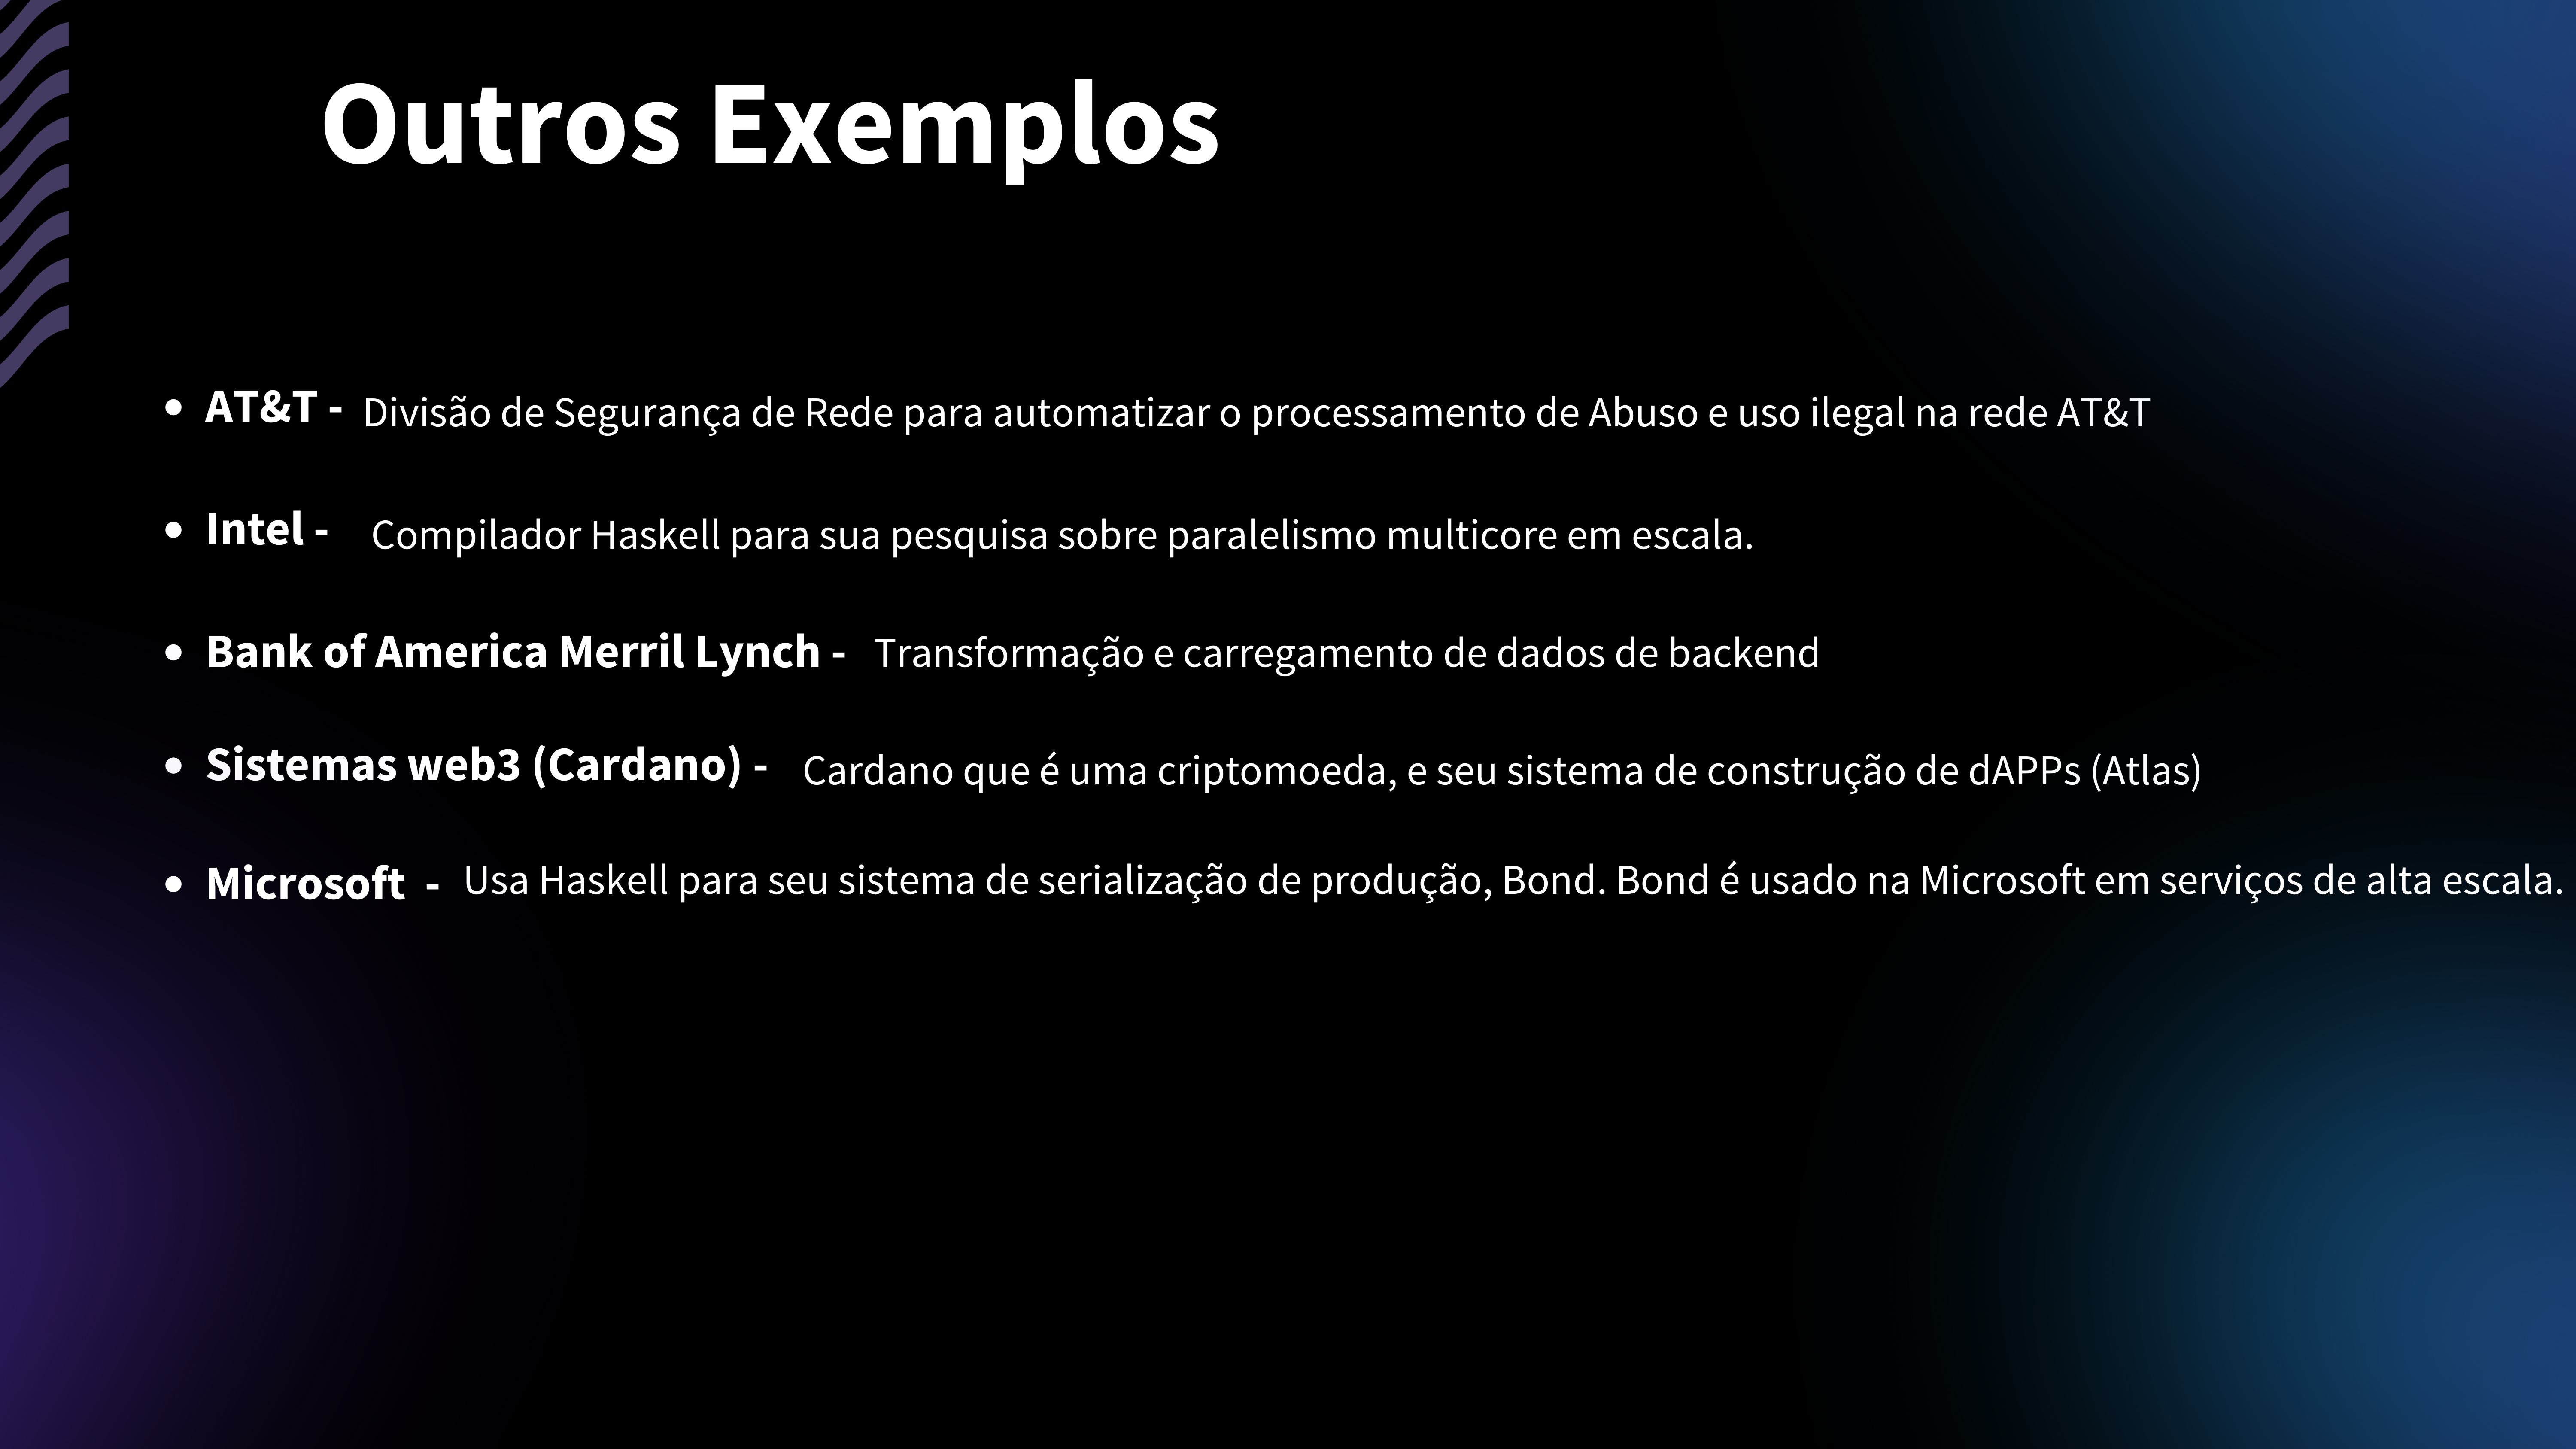 Outros Exemplos
• AT&T - Divisão de Segurança de Rede para automatizar o processamento de Abuso e uso ilegal na rede AT&T
• Intel - Compilador Haskell para sua pesquisa sobre paralelismo multicore em escala.
• Bank of America Merril Lynch - Transformação e carregamento de dados de backend
• Sistemas web3 (Cardano) - Cardano que é uma criptomoeda, e seu sistema de construção de dAPPs (Atlas)
• Microsoft - Usa Haskell para seu sistema de serialização de produção, Bond. Bond é usado na Microsoft em serviços de alta escala.